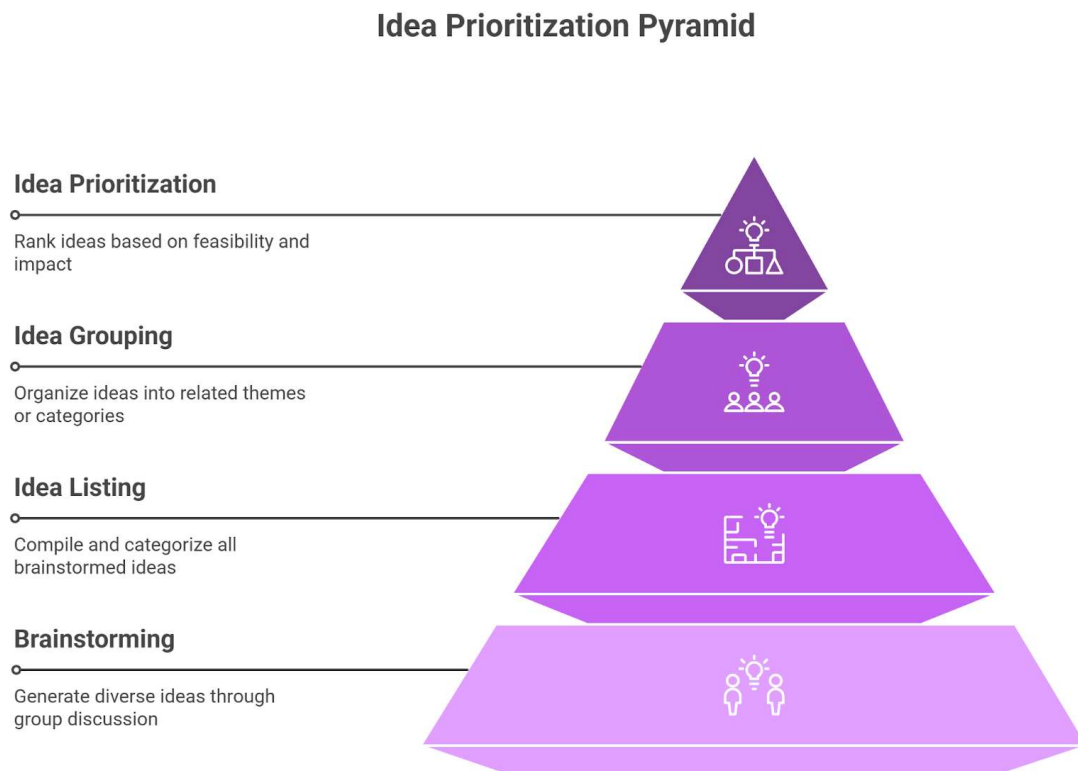 Idea Prioritization Pyramid
Idea Prioritization
Rank ideas based on feasibility and
impact
Idea Grouping
Organize ideas into related themes
or categories
Idea Listing
Compile and categorize all
brainstormed ideas
Brainstorming
Generate diverse ideas through
group discussion